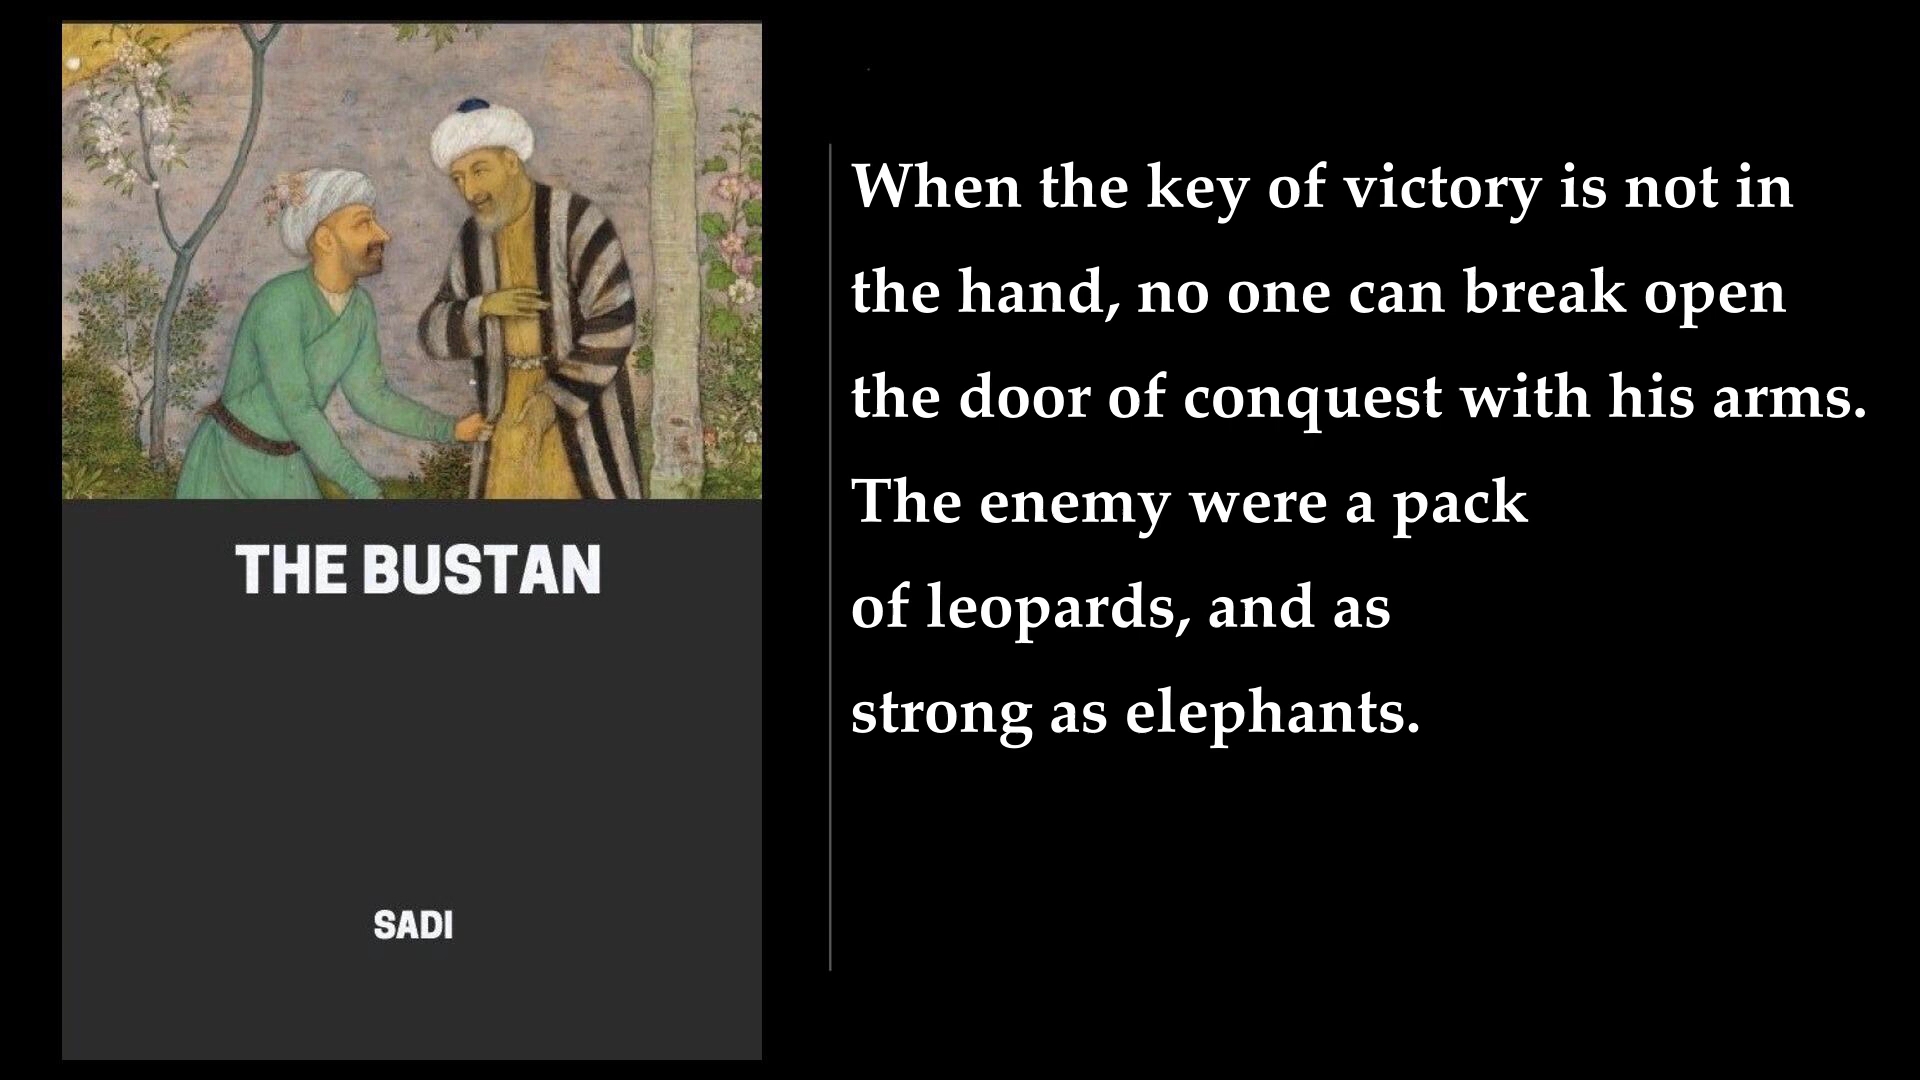 THE BUSTAN
SADI
When the key of victory is not in
the hand, no one can break open
the door of conquest with his arms.
The enemy were a pack
of leopards, and as
strong as elephants.